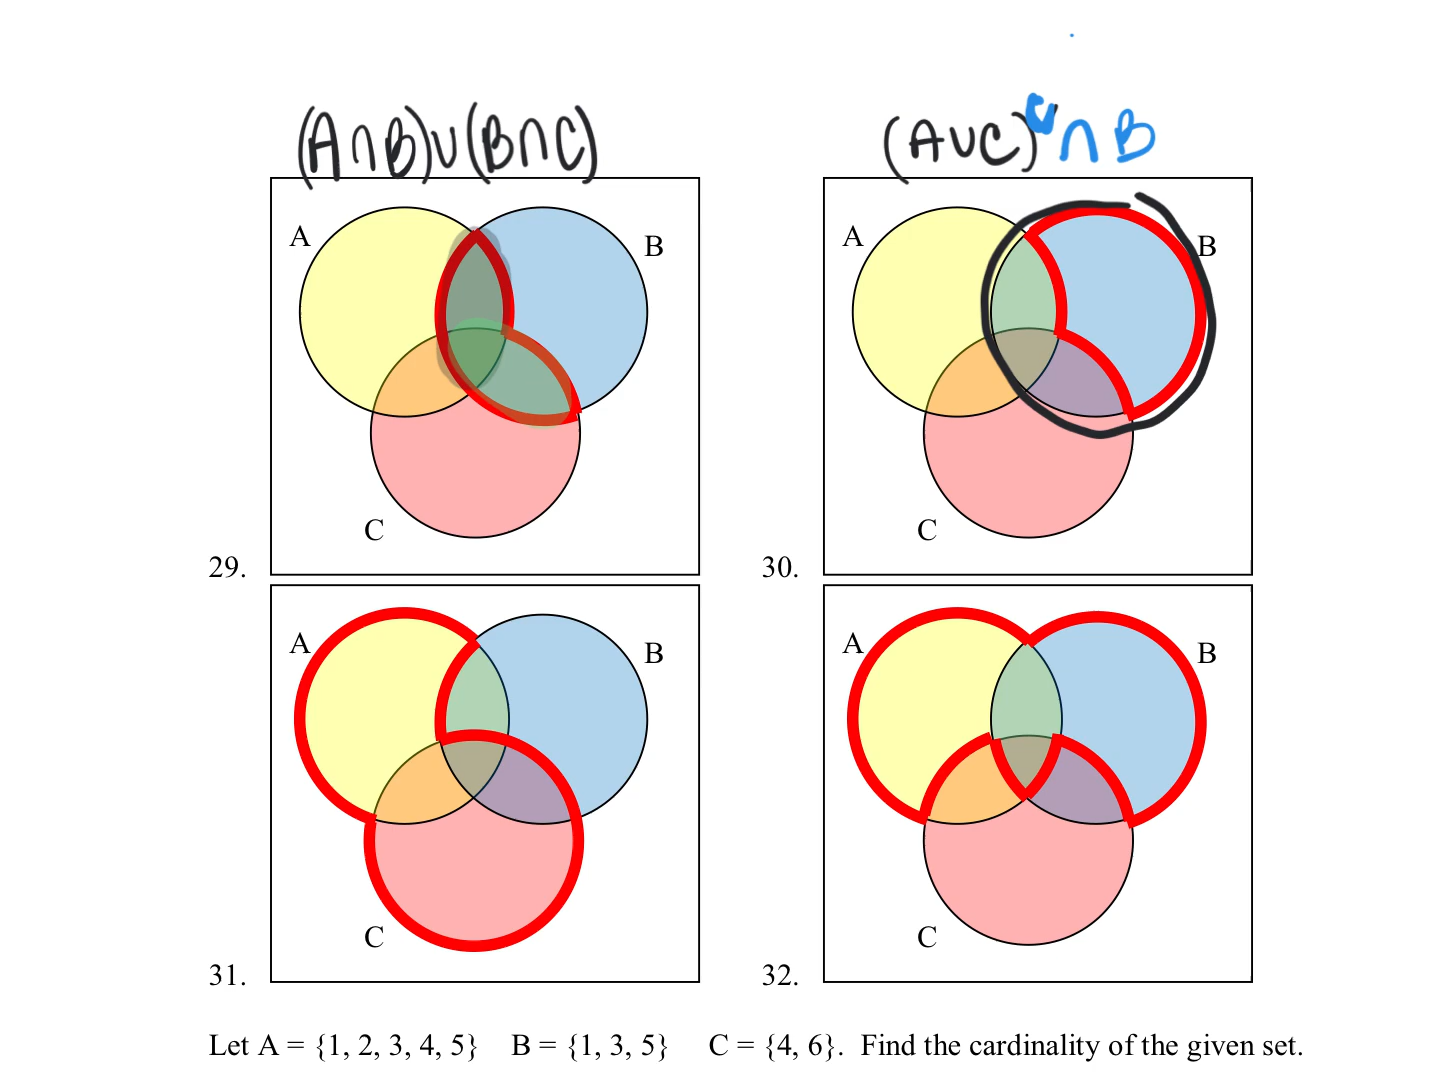 (A∩B)∪(B∩C) (A∪C)ᶜ∩B
A B A B
C C
29. 30.
A B A B
C C
31. 32.
Let A = {1, 2, 3, 4, 5} B = {1, 3, 5} C = {4, 6}. Find the cardinality of the given set.